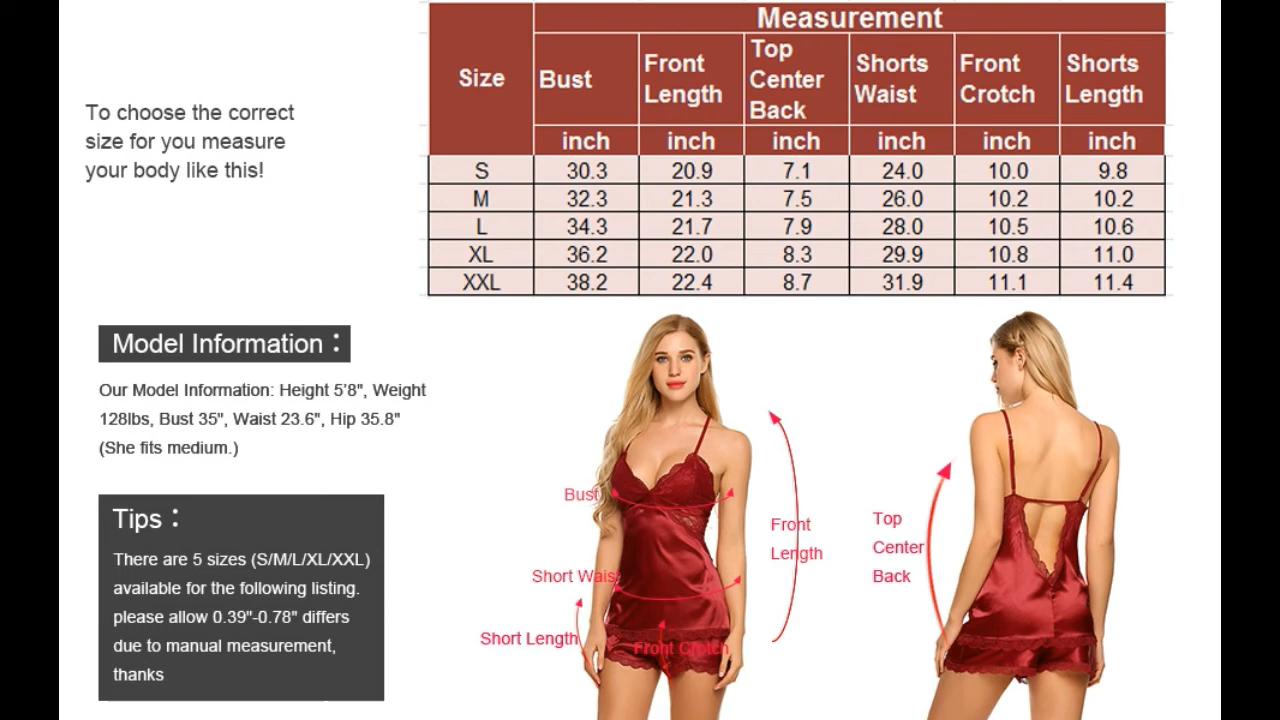 To choose the correct
size for you measure
your body like this!
Measurement
Size Bust Front Length Top Center Back Shorts Waist Front Crotch Shorts Length
inch inch inch inch inch inch
S 30.3 20.9 7.1 24.0 10.0 9.8
M 32.3 21.3 7.5 26.0 10.2 10.2
L 34.3 21.7 7.9 28.0 10.5 10.6
XL 36.2 22.0 8.3 29.9 10.8 11.0
XXL 38.2 22.4 8.7 31.9 11.1 11.4
Model Information：
Our Model Information: Height 5'8", Weight
128lbs, Bust 35", Waist 23.6", Hip 35.8"
(She fits medium.)
Tips：
There are 5 sizes (S/M/L/XL/XXL)
available for the following listing.
please allow 0.39"-0.78" differs
due to manual measurement,
thanks
Bust
Short Waist
Short Length
Front Crotch
Front
Length
Top
Center
Back